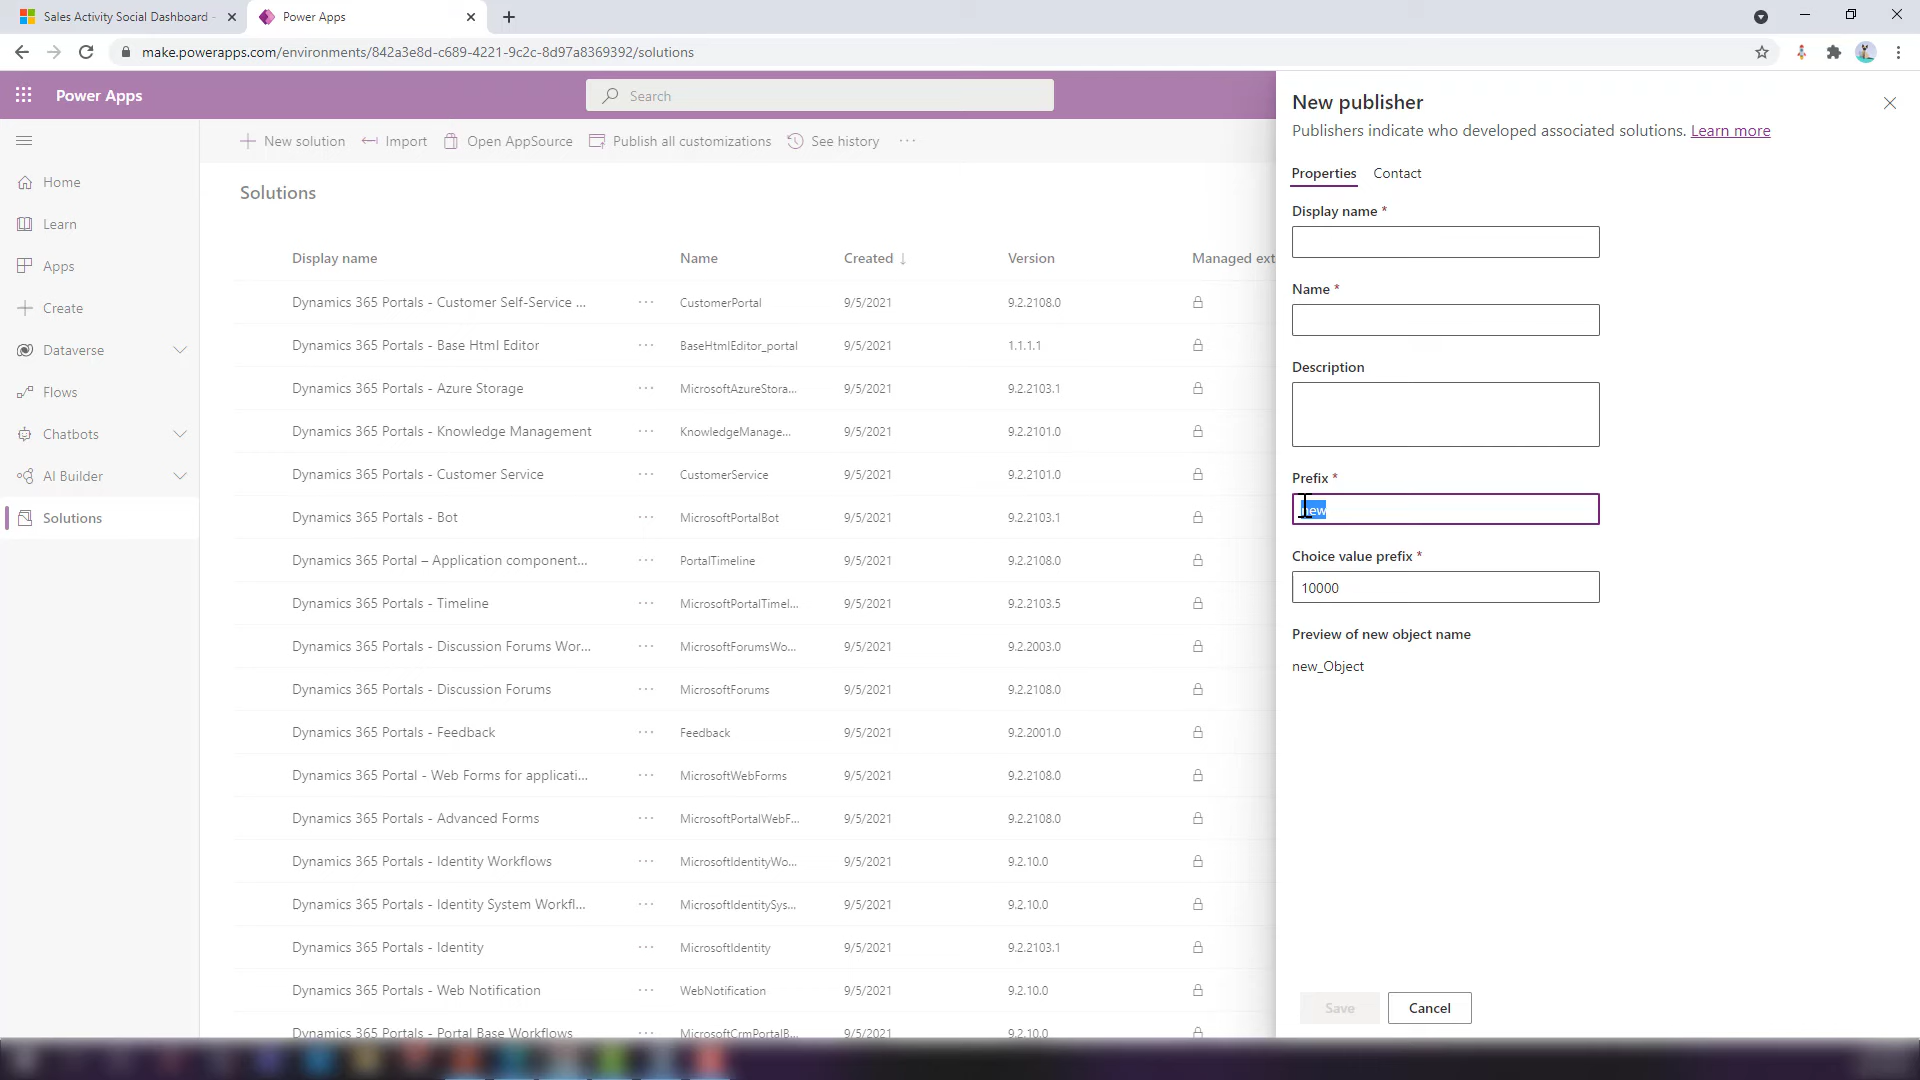 Sales Activity Social Dashboard -
Power Apps
make.powerapps.com/environments/842a3e8d-c689-4221-9c2c-8d97a8369392/solutions
Power Apps
Search
New solution
Import
Open AppSource
Publish all customizations
See history
Home
Learn
Apps
Create
Dataverse
Flows
Chatbots
AI Builder
Solutions
Solutions
Display name Name Created ↓ Version Managed ext
Dynamics 365 Portals - Customer Self-Service ... CustomerPortal 9/5/2021 9.2.2108.0
Dynamics 365 Portals - Base Html Editor BaseHtmlEditor_portal 9/5/2021 1.1.1.1
Dynamics 365 Portals - Azure Storage MicrosoftAzureStora... 9/5/2021 9.2.2103.1
Dynamics 365 Portals - Knowledge Management KnowledgeManage... 9/5/2021 9.2.2101.0
Dynamics 365 Portals - Customer Service CustomerService 9/5/2021 9.2.2101.0
Dynamics 365 Portals - Bot MicrosoftPortalBot 9/5/2021 9.2.2103.1
Dynamics 365 Portal – Application component... PortalTimeline 9/5/2021 9.2.2108.0
Dynamics 365 Portals - Timeline MicrosoftPortalTimel... 9/5/2021 9.2.2103.5
Dynamics 365 Portals - Discussion Forums Wor... MicrosoftForumsWo... 9/5/2021 9.2.2003.0
Dynamics 365 Portals - Discussion Forums MicrosoftForums 9/5/2021 9.2.2108.0
Dynamics 365 Portals - Feedback Feedback 9/5/2021 9.2.2001.0
Dynamics 365 Portal - Web Forms for applicati... MicrosoftWebForms 9/5/2021 9.2.2108.0
Dynamics 365 Portals - Advanced Forms MicrosoftPortalWebF... 9/5/2021 9.2.2108.0
Dynamics 365 Portals - Identity Workflows MicrosoftIdentityWo... 9/5/2021 9.2.10.0
Dynamics 365 Portals - Identity System Workfl... MicrosoftIdentitySys... 9/5/2021 9.2.10.0
Dynamics 365 Portals - Identity MicrosoftIdentity 9/5/2021 9.2.2103.1
Dynamics 365 Portals - Web Notification WebNotification 9/5/2021 9.2.10.0
Dynamics 365 Portals - Portal Base Workflows MicrosoftCrmPortalB... 9/5/2021 9.2.10.0
New publisher
Publishers indicate who developed associated solutions. Learn more
Properties Contact
Display name *
Name *
Description
Prefix *
new
Choice value prefix *
10000
Preview of new object name
new_Object
Save Cancel